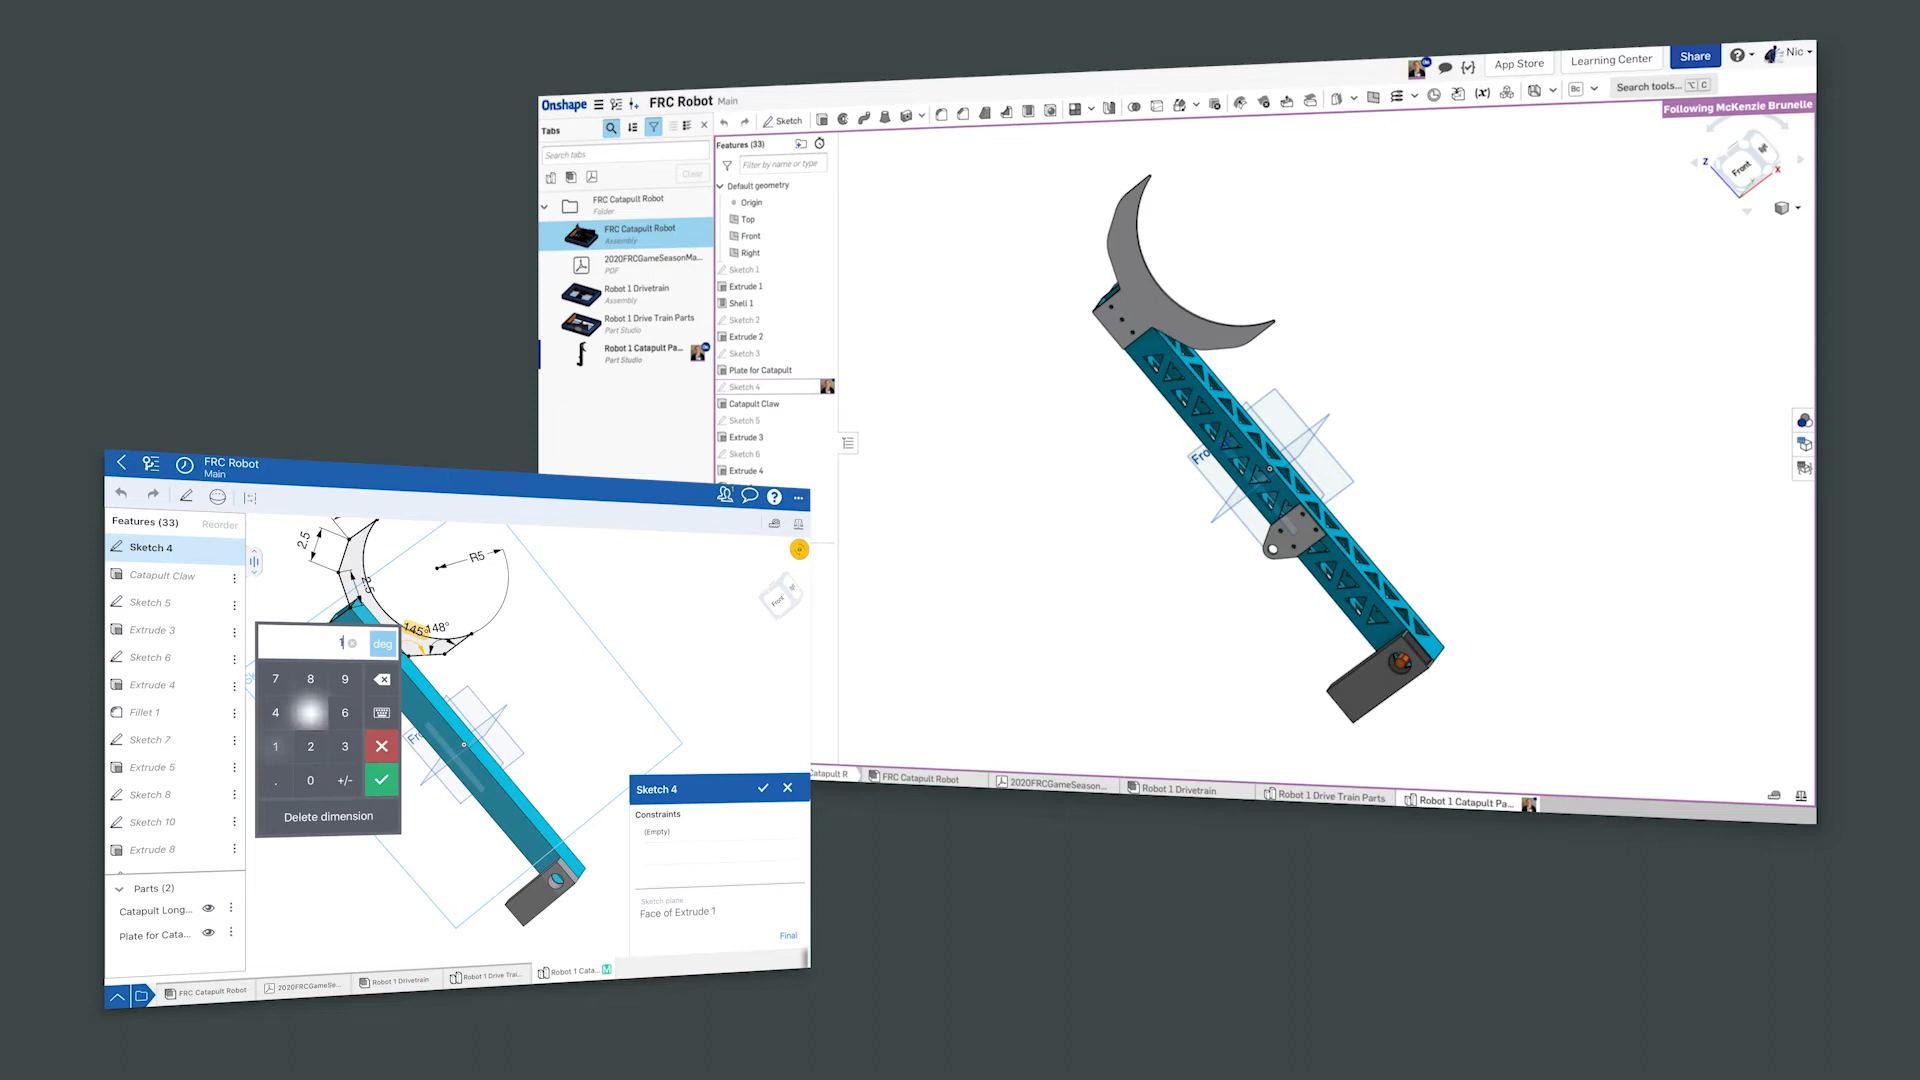 Onshape
FRC Robot Main
App Store
Learning Center
Share
Nic
Tabs
Sketch
Bc
Search tools...
C
Following McKenzie Brunelle
Search tabs
Clear
FRC Catapult Robot
Folder
FRC Catapult Robot
Assembly
2020FRCGameSeasonMa...
PDF
Robot 1 Drivetrain
Assembly
Robot 1 Drive Train Parts
Part Studio
Robot 1 Catapult Pa...
Part Studio
Features (33)
Filter by name or type
Default geometry
Origin
Top
Front
Right
Sketch 1
Extrude 1
Shell 1
Sketch 2
Extrude 2
Sketch 3
Plate for Catapult
Sketch 4
Catapult Claw
Sketch 5
Extrude 3
Sketch 6
Extrude 4
Fro
Front
Z
X
Catapult R
FRC Catapult Robot
2020FRCGameSeason...
Robot 1 Drivetrain
Robot 1 Drive Train Parts
Robot 1 Catapult Pa...
FRC Robot
Main
Features (33)
Reorder
Sketch 4
Catapult Claw
Sketch 5
Extrude 3
Sketch 6
Extrude 4
Fillet 1
Sketch 7
Extrude 5
Sketch 8
Sketch 10
Extrude 8
Parts (2)
Catapult Long...
Plate for Cata...
2.5
2.5
R5
145°
148°
1
deg
7 8 9
4 6
1 2 3
. 0 +/-
Delete dimension
Fro
Front
Sketch 4
Constraints
(Empty)
Sketch plane
Face of Extrude 1
Final
FRC Catapult Robot
2020FRCGameSe...
Robot 1 Drivetrain
Robot 1 Drive Trai...
Robot 1 Cata...
M